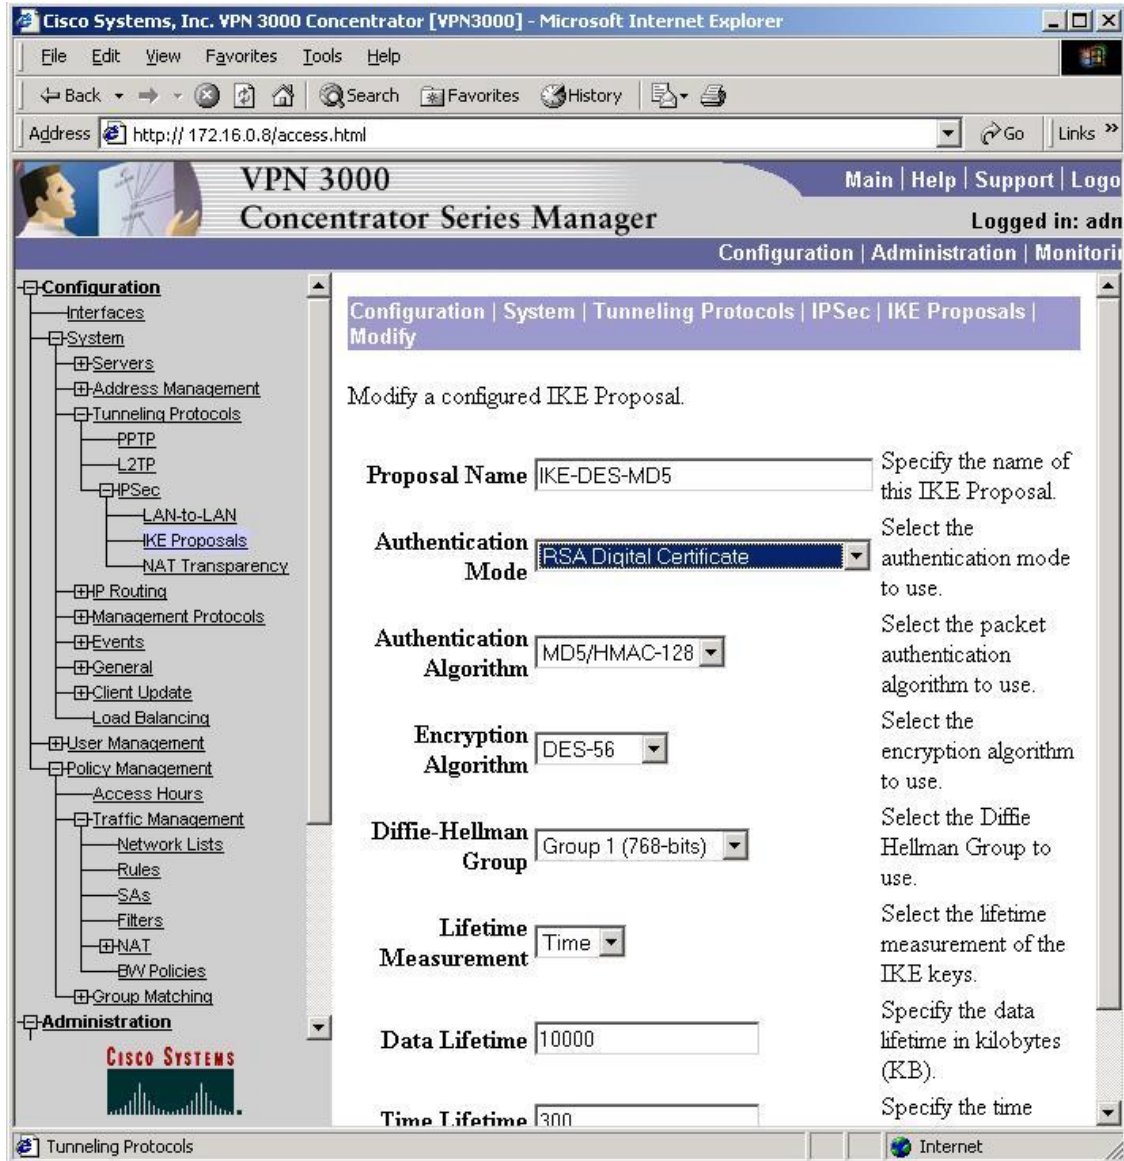 Cisco Systems, Inc. VPN 3000 Concentrator [VPN3000] - Microsoft Internet Explorer
File Edit View Favorites Tools Help
Back Search Favorites History
Address http:// 172.16.0.8/access.html Go Links »
VPN 3000
Concentrator Series Manager
Main | Help | Support | Logo
Logged in: adn
Configuration | Administration | Monitorin
Configuration
Interfaces
System
Servers
Address Management
Tunneling Protocols
PPTP
L2TP
IPSec
LAN-to-LAN
IKE Proposals
NAT Transparency
IP Routing
Management Protocols
Events
General
Client Update
Load Balancing
User Management
Policy Management
Access Hours
Traffic Management
Network Lists
Rules
SAs
Filters
NAT
BW Policies
Group Matching
Administration
CISCO SYSTEMS
Configuration | System | Tunneling Protocols | IPSec | IKE Proposals |
Modify
Modify a configured IKE Proposal.
Proposal Name IKE-DES-MD5
Specify the name of
this IKE Proposal.
Authentication
Mode
RSA Digital Certificate
Select the
authentication mode
to use.
Authentication
Algorithm
MD5/HMAC-128
Select the packet
authentication
algorithm to use.
Encryption
Algorithm
DES-56
Select the
encryption algorithm
to use.
Diffie-Hellman
Group
Group 1 (768-bits)
Select the Diffie
Hellman Group to
use.
Lifetime
Measurement
Time
Select the lifetime
measurement of the
IKE keys.
Data Lifetime 10000
Specify the data
lifetime in kilobytes
(KB).
Time Lifetime 300
Specify the time
Tunneling Protocols
Internet